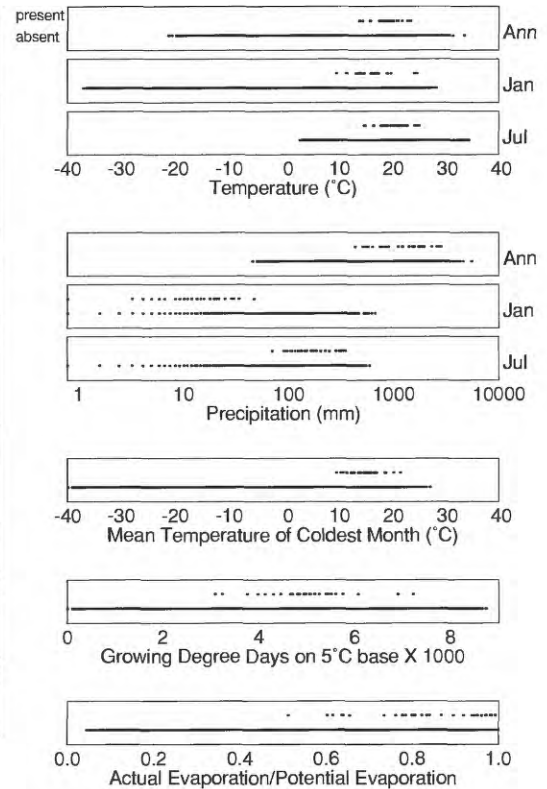 present
absent
Ann
Jan
Jul
-40 -30 -20 -10 0 10 20 30 40
Temperature (˚C)
Ann
Jan
Jul
1 10 100 1000 10000
Precipitation (mm)
-40 -30 -20 -10 0 10 20 30 40
Mean Temperature of Coldest Month (˚C)
0 2 4 6 8
Growing Degree Days on 5˚C base X 1000
0.0 0.2 0.4 0.6 0.8 1.0
Actual Evaporation/Potential Evaporation